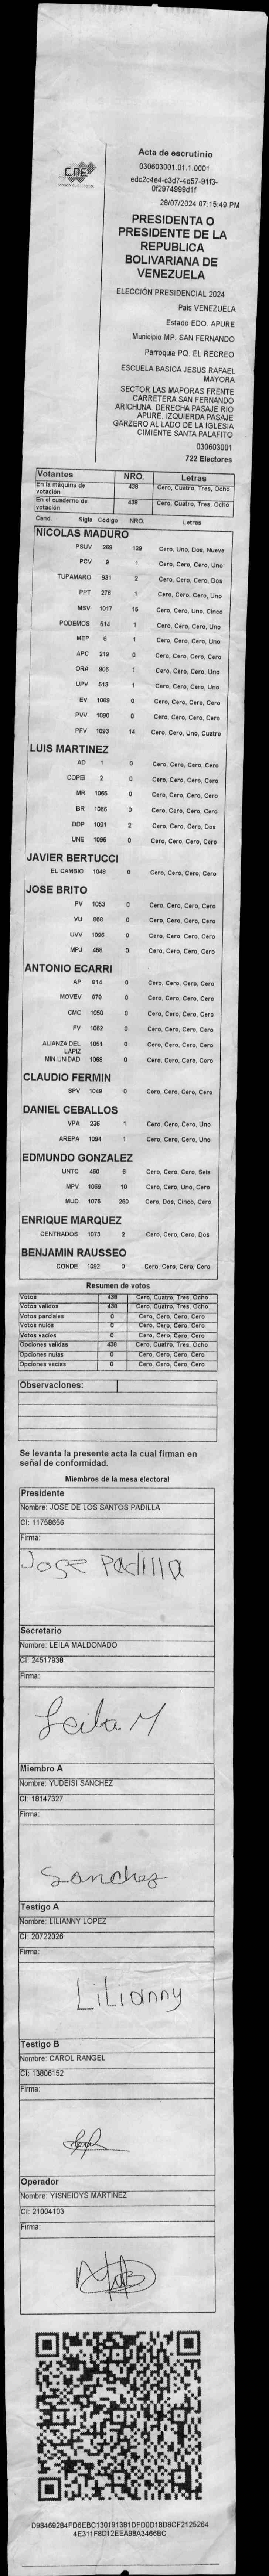 CNE
Acta de escrutinio
030603001.01.1.0001
edc2c4e4-c3d7-4d57-91f3-
0f2974999d1f
28/07/2024 07:15:49 PM
PRESIDENTA O
PRESIDENTE DE LA
REPUBLICA
BOLIVARIANA DE
VENEZUELA
ELECCIÓN PRESIDENCIAL 2024
País VENEZUELA
Estado EDO. APURE
Municipio MP. SAN FERNANDO
Parroquia PQ. EL RECREO
ESCUELA BASICA JESUS RAFAEL
MAYORA
SECTOR LAS MAPORAS FRENTE
CARRETERA SAN FERNANDO
ARICHUNA. DERECHA PASAJE RIO
APURE. IZQUIERDA PASAJE
GARZERO AL LADO DE LA IGLESIA
CIMIENTE SANTA PALAFITO
030603001
722 Electores
Votantes NRO. Letras
En la máquina de votación 438 Cero, Cuatro, Tres, Ocho
En el cuaderno de votación 438 Cero, Cuatro, Tres, Ocho
Cand. Sigla Código NRO. Letras
NICOLAS MADURO
PSUV 269 129 Cero, Uno, Dos, Nueve
PCV 9 1 Cero, Cero, Cero, Uno
TUPAMARO 931 2 Cero, Cero, Cero, Dos
PPT 276 1 Cero, Cero, Cero, Uno
MSV 1017 15 Cero, Cero, Uno, Cinco
PODEMOS 514 1 Cero, Cero, Cero, Uno
MEP 6 1 Cero, Cero, Cero, Uno
APC 219 0 Cero, Cero, Cero, Cero
ORA 906 1 Cero, Cero, Cero, Uno
UPV 513 1 Cero, Cero, Cero, Uno
EV 1089 0 Cero, Cero, Cero, Cero
PVV 1090 0 Cero, Cero, Cero, Cero
PFV 1093 14 Cero, Cero, Uno, Cuatro
LUIS MARTINEZ
AD 1 0 Cero, Cero, Cero, Cero
COPEI 2 0 Cero, Cero, Cero, Cero
MR 1065 0 Cero, Cero, Cero, Cero
BR 1066 0 Cero, Cero, Cero, Cero
DDP 1091 2 Cero, Cero, Cero, Dos
UNE 1095 0 Cero, Cero, Cero, Cero
JAVIER BERTUCCI
EL CAMBIO 1048 0 Cero, Cero, Cero, Cero
JOSE BRITO
PV 1053 0 Cero, Cero, Cero, Cero
VU 868 0 Cero, Cero, Cero, Cero
UVV 1096 0 Cero, Cero, Cero, Cero
MPJ 458 0 Cero, Cero, Cero, Cero
ANTONIO ECARRI
AP 814 0 Cero, Cero, Cero, Cero
MOVEV 878 0 Cero, Cero, Cero, Cero
CMC 1050 0 Cero, Cero, Cero, Cero
FV 1062 0 Cero, Cero, Cero, Cero
ALIANZA DEL 1051 0 Cero, Cero, Cero, Cero
LAPIZ
MIN UNIDAD 1068 0 Cero, Cero, Cero, Cero
CLAUDIO FERMIN
SPV 1049 0 Cero, Cero, Cero, Cero
DANIEL CEBALLOS
VPA 236 1 Cero, Cero, Cero, Uno
AREPA 1094 1 Cero, Cero, Cero, Uno
EDMUNDO GONZALEZ
UNTC 460 6 Cero, Cero, Cero, Seis
MPV 1069 10 Cero, Cero, Uno, Cero
MUD 1076 250 Cero, Dos, Cinco, Cero
ENRIQUE MARQUEZ
CENTRADOS 1073 2 Cero, Cero, Cero, Dos
BENJAMIN RAUSSEO
CONDE 1092 0 Cero, Cero, Cero, Cero
Resumen de votos
Votos 438 Cero, Cuatro, Tres, Ocho
Votos validos 438 Cero, Cuatro, Tres, Ocho
Votos parciales 0 Cero, Cero, Cero, Cero
Votos nulos 0 Cero, Cero, Cero, Cero
Votos vacios 0 Cero, Cero, Cero, Cero
Opciones validas 438 Cero, Cuatro, Tres, Ocho
Opciones nulas 0 Cero, Cero, Cero, Cero
Opciones vacias 0 Cero, Cero, Cero, Cero
Observaciones:
Se levanta la presente acta la cual firman en
señal de conformidad.
Miembros de la mesa electoral
Presidente
Nombre: JOSE DE LOS SANTOS PADILLA
CI: 11758656
Firma:
Jose Padilla
Secretario
Nombre: LEILA MALDONADO
CI: 24517938
Firma:
Leila M
Miembro A
Nombre: YUDEISI SANCHEZ
CI: 18147327
Firma:
Sanchez
Testigo A
Nombre: LILIANNY LOPEZ
CI: 20722026
Firma:
Lilianny
Testigo B
Nombre: CAROL RANGEL
CI: 13806152
Firma:
Operador
Nombre: YISNEIDYS MARTINEZ
CI: 21004103
Firma:
D98469284FD6EBC130191381DFD0D18D8CF2125264
4E311F8D12EEA98A3466BC